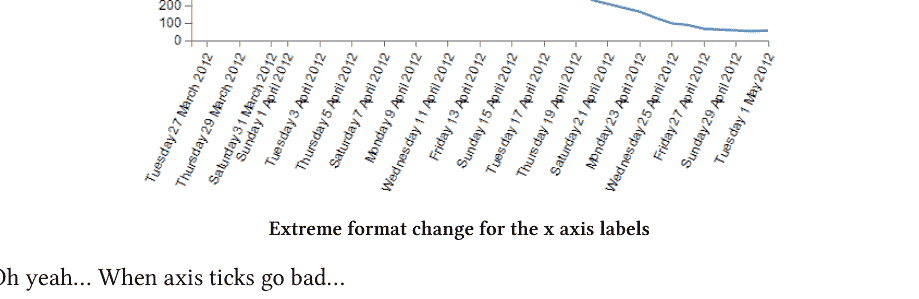 200
100
0
Tuesday 27 March 2012
Thursday 29 March 2012
Saturday 31 March 2012
Sunday 1 April 2012
Tuesday 3 April 2012
Thursday 5 April 2012
Saturday 7 April 2012
Monday 9 April 2012
Wednesday 11 April 2012
Friday 13 April 2012
Sunday 15 April 2012
Tuesday 17 April 2012
Thursday 19 April 2012
Saturday 21 April 2012
Monday 23 April 2012
Wednesday 25 April 2012
Friday 27 April 2012
Sunday 29 April 2012
Tuesday 1 May 2012
Extreme format change for the x axis labels
Oh yeah… When axis ticks go bad…